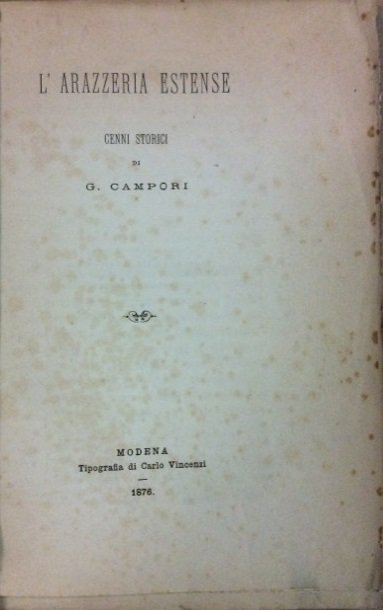 L' ARAZZERIA ESTENSE
CENNI STORICI
DI
G. CAMPORI
MODENA
Tipografia di Carlo Vincenzi
1876.